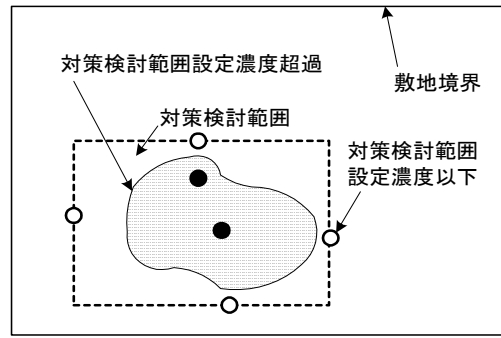 対策検討範囲設定濃度超過
敷地境界
対策検討範囲
対策検討範囲
設定濃度以下